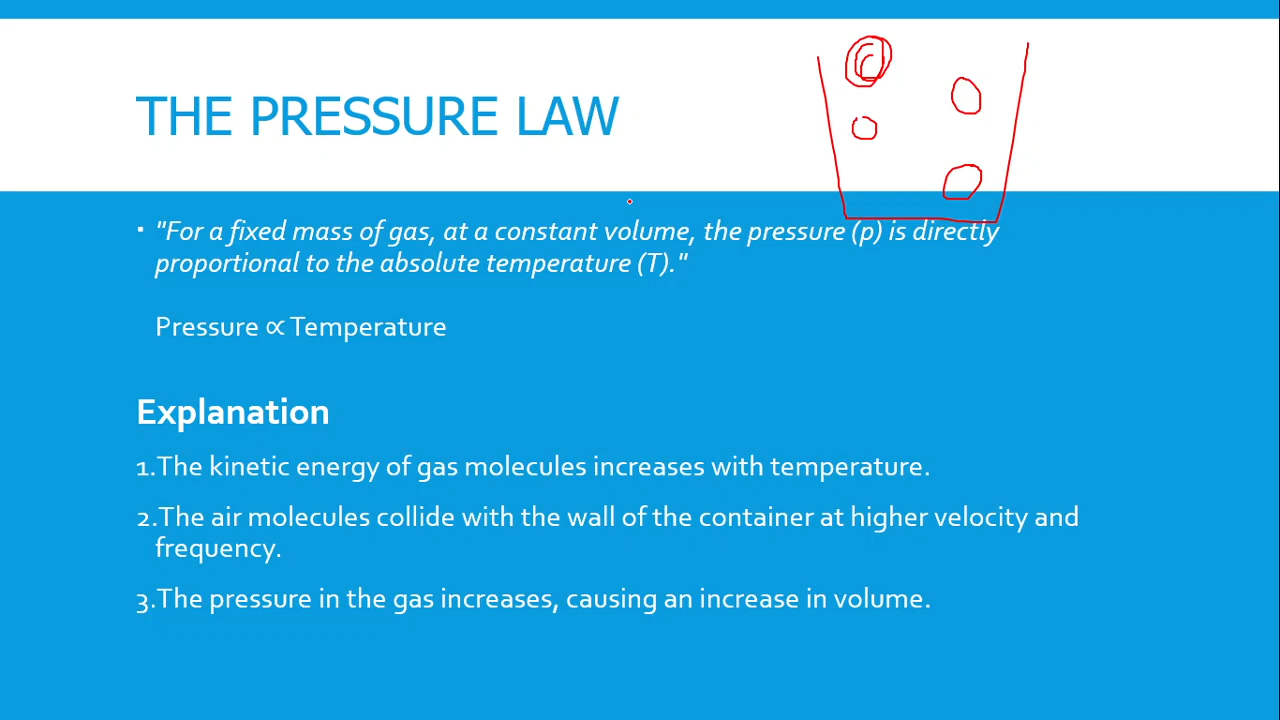 THE PRESSURE LAW
▪ "For a fixed mass of gas, at a constant volume, the pressure (p) is directly
proportional to the absolute temperature (T)."
Pressure ∝ Temperature
Explanation
1.The kinetic energy of gas molecules increases with temperature.
2.The air molecules collide with the wall of the container at higher velocity and
frequency.
3.The pressure in the gas increases, causing an increase in volume.